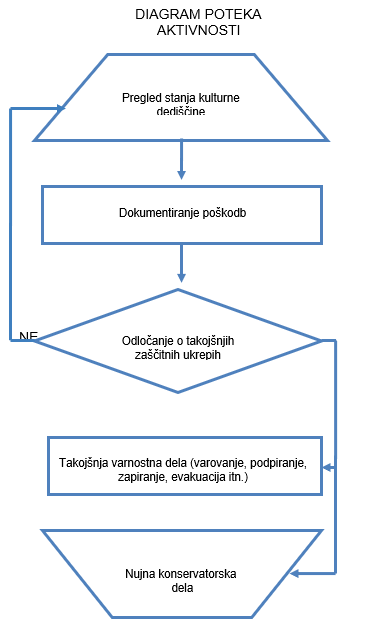 DIAGRAM POTEKA
AKTIVNOSTI
Pregled stanja kulturne
dediščine
Dokumentiranje poškodb
NE
Odločanje o takojšnjih
zaščitnih ukrepih
Takojšnja varnostna dela (varovanje, podpiranje,
zapiranje, evakuacija itn.)
Nujna konservatorska
dela